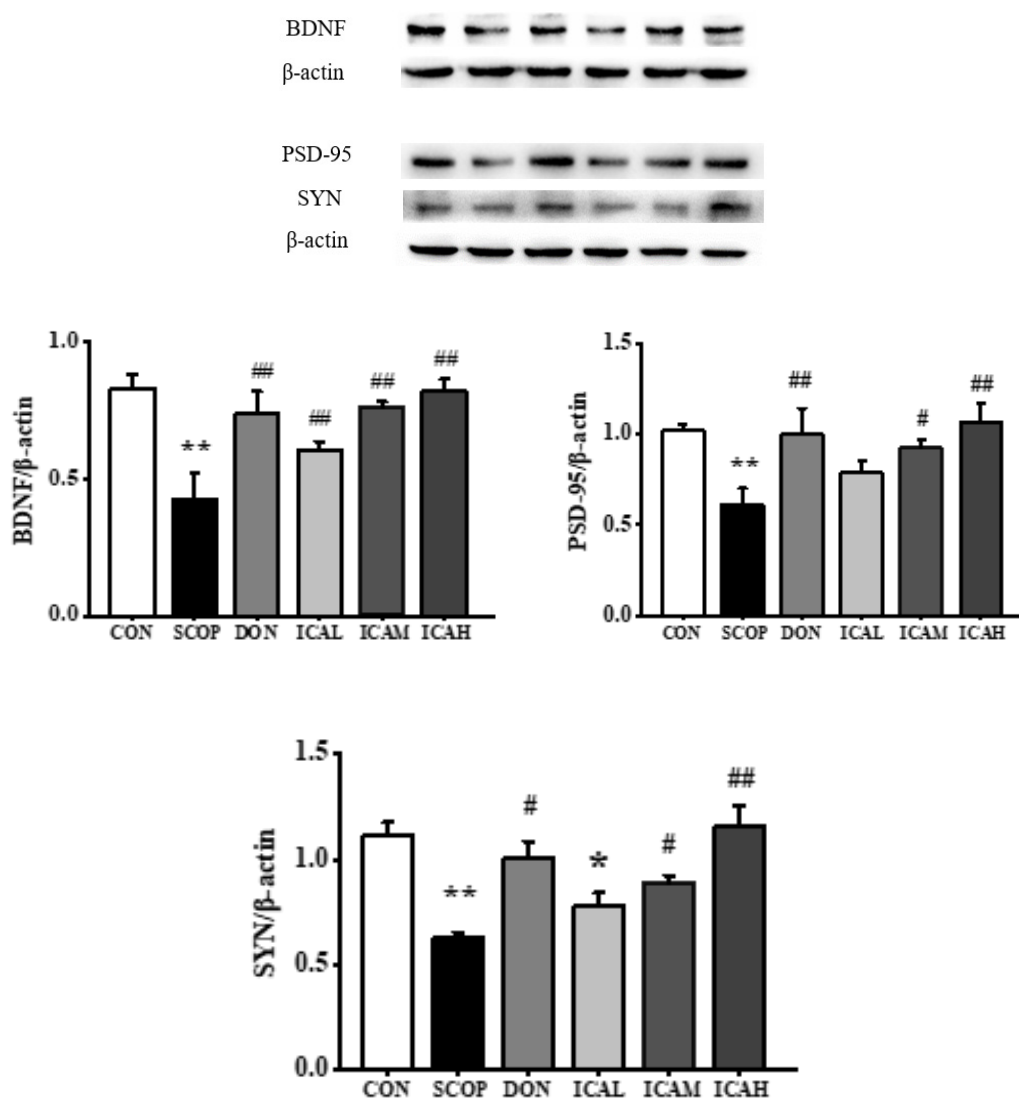 BDNF
β-actin
PSD-95
SYN
β-actin
BDNF/β-actin
1.0
0.5
0.0
** ## ## ## ##
CON SCOP DON ICAL ICAM ICAH
PSD-95/β-actin
1.5
1.0
0.5
0.0
** ## # ##
CON SCOP DON ICAL ICAM ICAH
SYN/β-actin
1.5
1.0
0.5
0.0
** # * # ##
CON SCOP DON ICAL ICAM ICAH